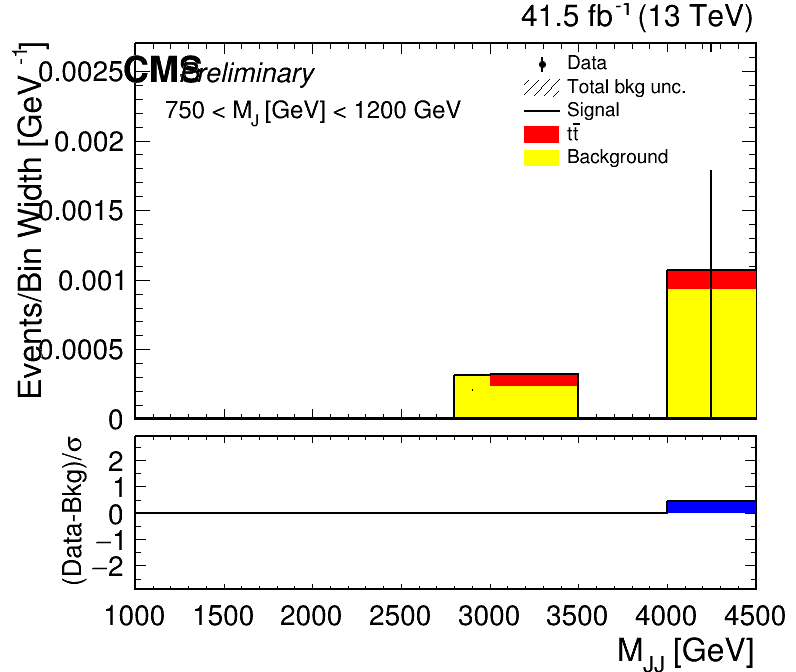 41.5 fb⁻¹ (13 TeV)
CMS Preliminary
750 < M_J [GeV] < 1200 GeV
Data
Total bkg unc.
Signal
tt̄
Background
Events/Bin Width [GeV⁻¹]
0.0025
0.002
0.0015
0.001
0.0005
0
(Data-Bkg)/σ
2
1
0
−1
−2
1000 1500 2000 2500 3000 3500 4000 4500
M_JJ [GeV]